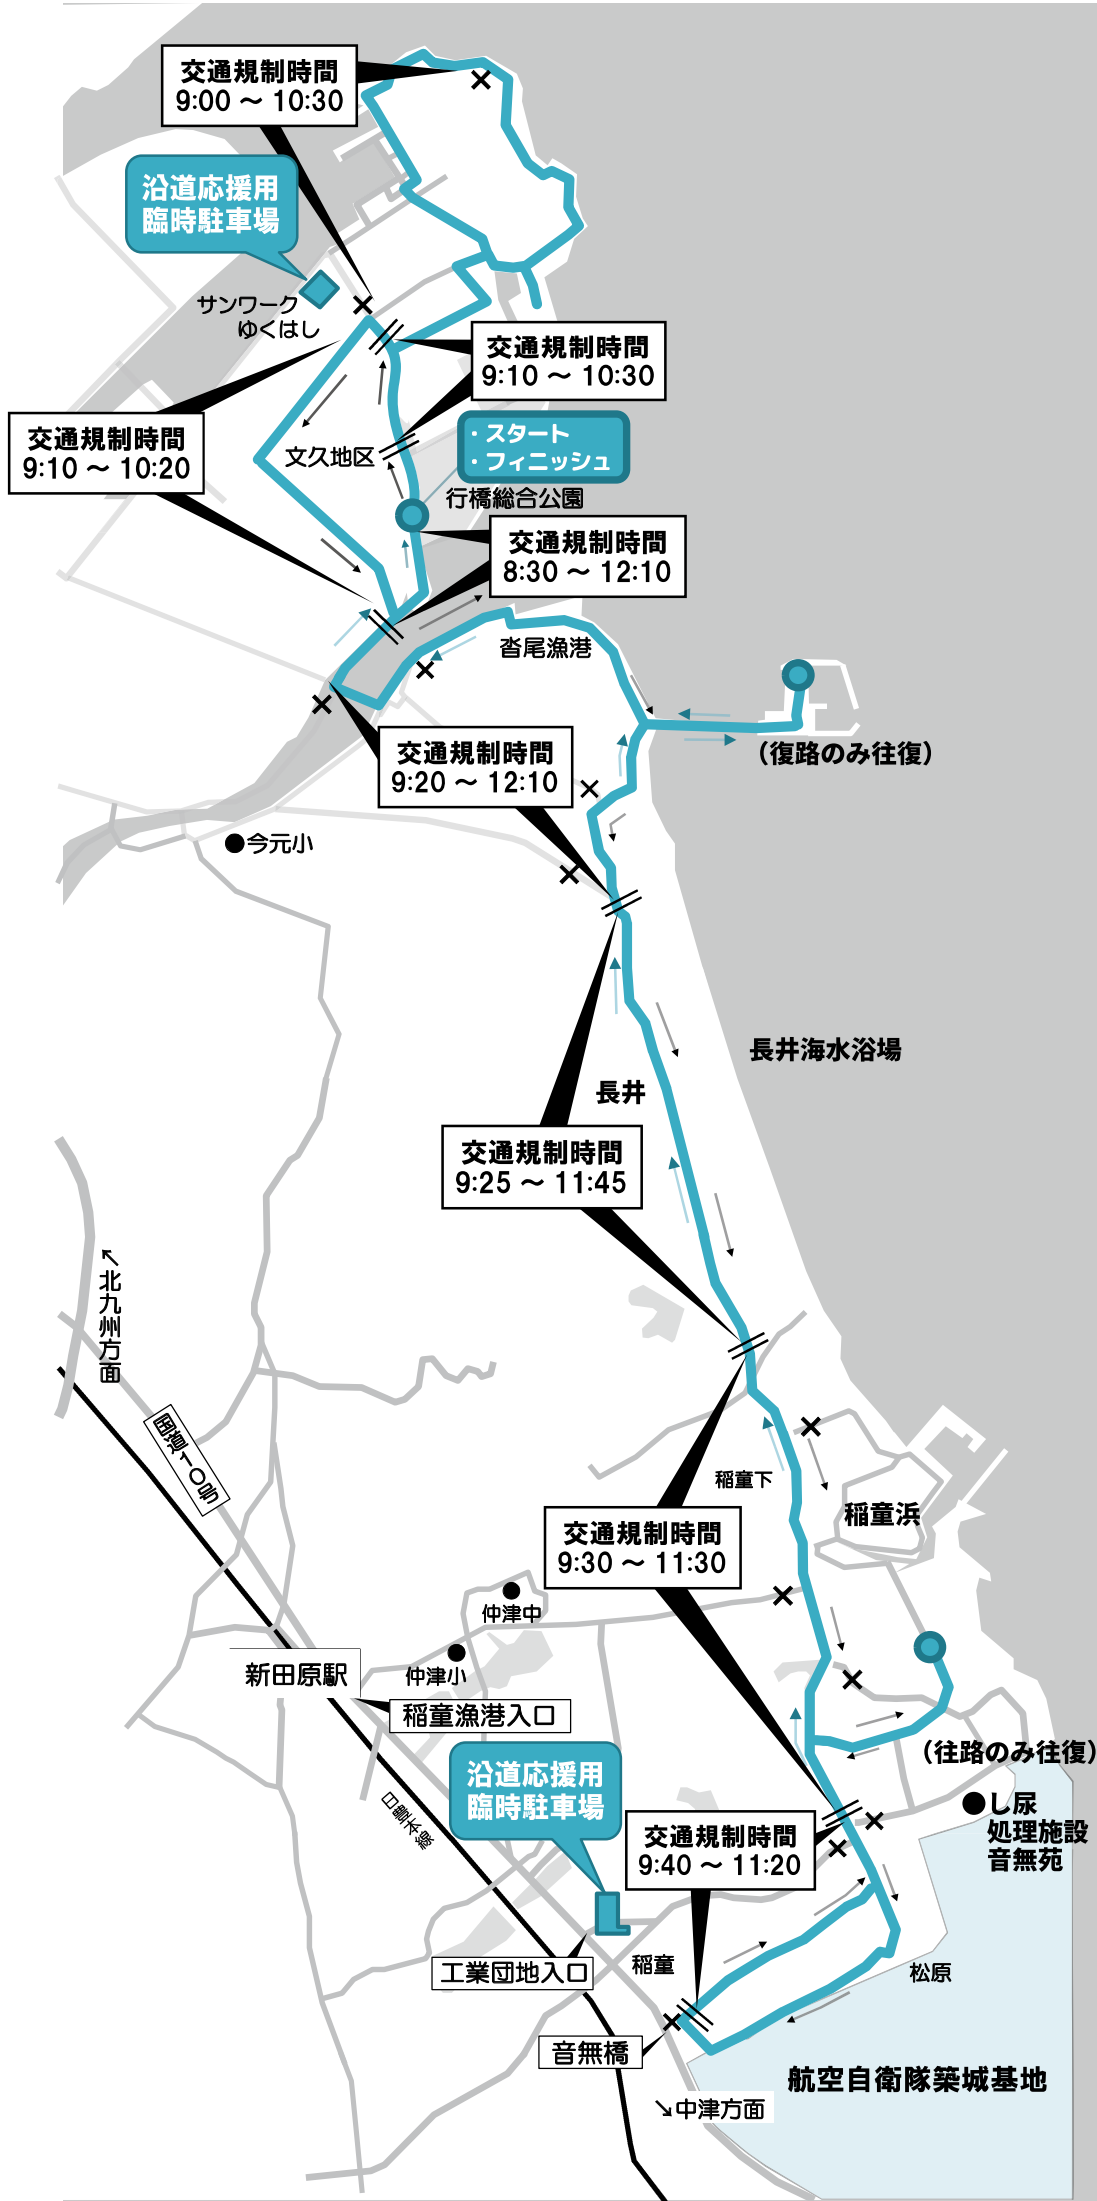 交通規制時間
9:00 ～ 10:30
沿道応援用
臨時駐車場
サンワーク
ゆくはし
交通規制時間
9:10 ～ 10:30
交通規制時間
9:10 ～ 10:20
文久地区
・スタート
・フィニッシュ
行橋総合公園
交通規制時間
8:30 ～ 12:10
沓尾漁港
（復路のみ往復）
交通規制時間
9:20 ～ 12:10
今元小
長井海水浴場
長井
交通規制時間
9:25 ～ 11:45
↖北九州方面
国道10号
稲童下
稲童浜
交通規制時間
9:30 ～ 11:30
仲津中
仲津小
新田原駅
稲童漁港入口
（往路のみ往復）
沿道応援用
臨時駐車場
日豊本線
し尿
処理施設
音無苑
交通規制時間
9:40 ～ 11:20
工業団地入口
稲童
松原
音無橋
航空自衛隊築城基地
↘中津方面